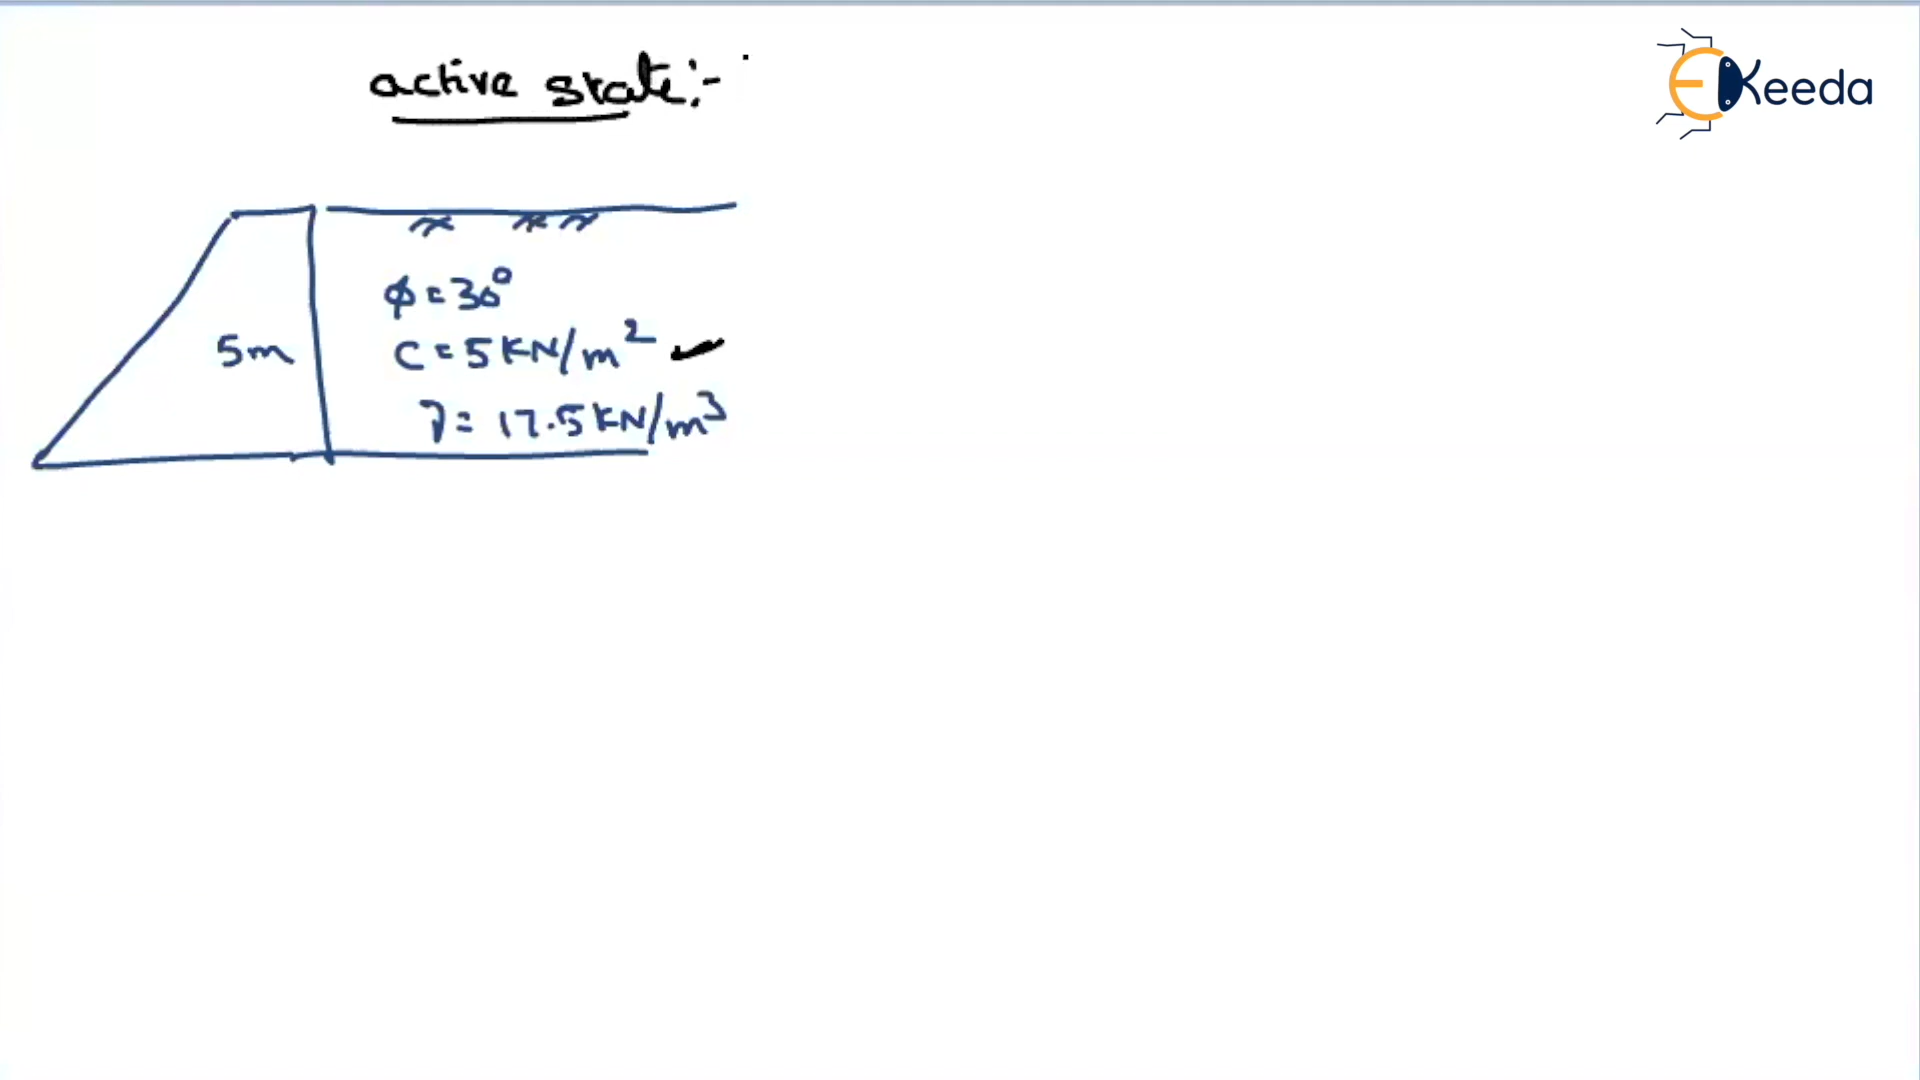 active state:-
EKeeda
ϕ = 30°
5m
C = 5 KN/m²
γ = 17.5 KN/m³